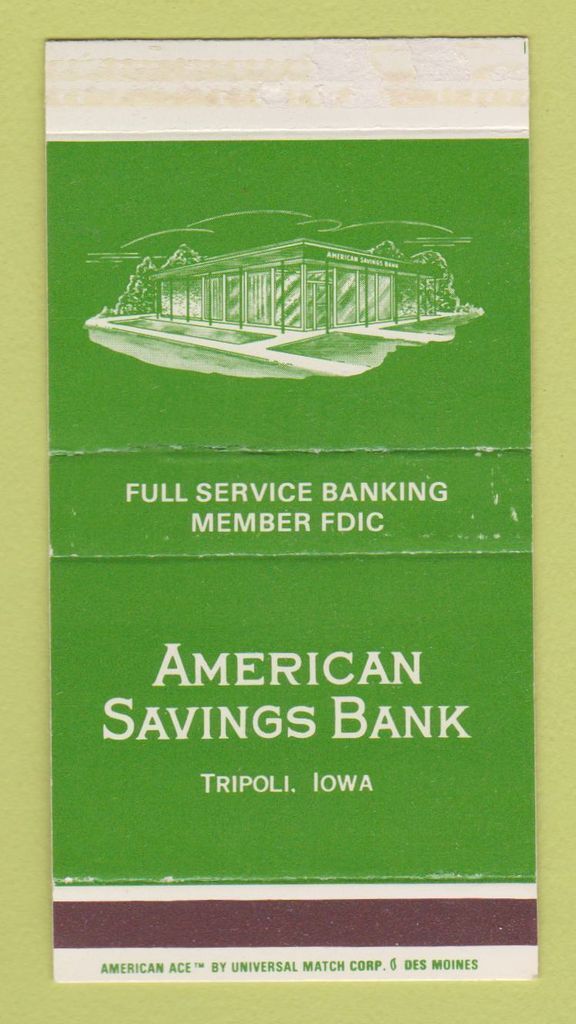 AMERICAN SAVINGS BANK
FULL SERVICE BANKING
MEMBER FDIC
AMERICAN
SAVINGS BANK
TRIPOLI, IOWA
AMERICAN ACE™ BY UNIVERSAL MATCH CORP. DES MOINES